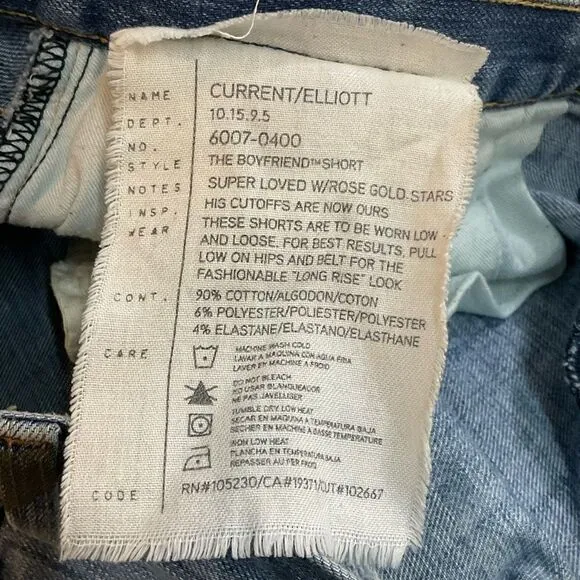 NAME CURRENT/ELLIOTT
DEPT. 10.15.9.5
NO. 6007-0400
STYLE THE BOYFRIEND™SHORT
NOTES SUPER LOVED W/ROSE GOLD STARS
INSP. HIG CUTOFFS ARE NOW OURS
WEAR THESE SHORTS ARE TO BE WORN LOW
AND LOOSE, FOR BEST RESULTS, PULL
LOW ON HIPS AND BELT FOR THE
FASHIONABLE "LONG RISE" LOOK
CONT. 90% COTTON/ALGODON/COTON
6% POLYESTER/POLIESTER/POLYESTER
4% ELASTANE/ELASTANO/ELASTHANE
CARE MACHINE WASH COLD
LAVAR A MAQUINA CON AGUA FRIA
LAVER EN MACHINE A FROID
DO NOT BLEACH
NO USAR BLANQUEADOR
NE PAS JAVELLISER
TUMBLE DRY LOW HEAT
SECAR EN MAQUINA A TEMPERATURA BAJA
SECHER EN MACHINE A BASSE TEMPERATURE
IRON LOW HEAT
PLANCHA EN TEMPERATURA BAJA
REPASSER AU FER FROID
CODE RN#105230/CA#19371/CUT#102667